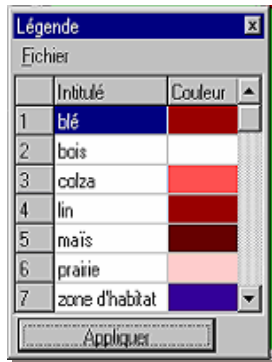 Légende
Fichier
Intitulé Couleur
1 blé
2 bois
3 colza
4 lin
5 maïs
6 prairie
7 zone d'habitat
Appliquer